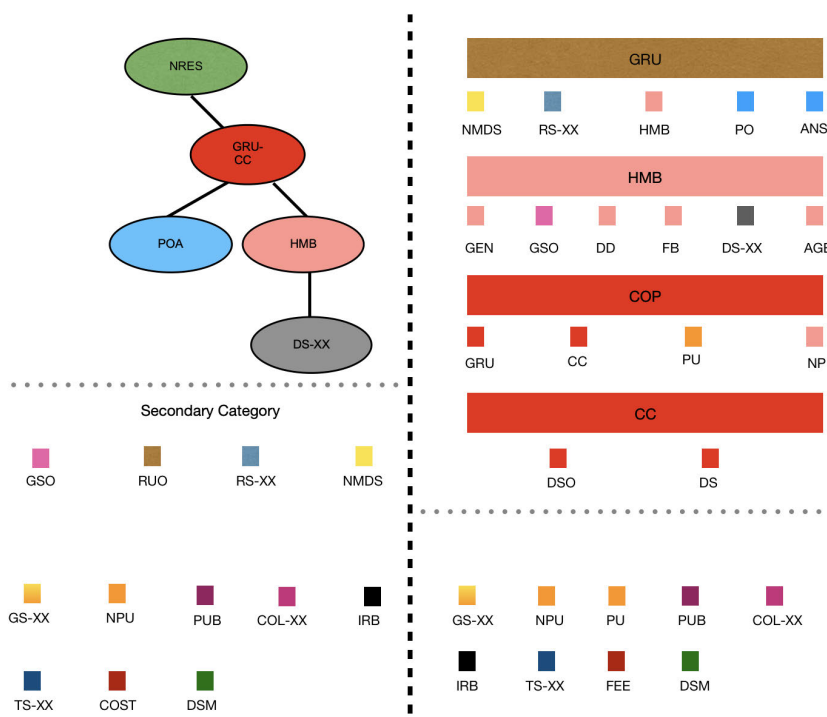 NRES
GRU-
CC
POA
HMB
DS-XX
Secondary Category
GSO
RUO
RS-XX
NMDS
GS-XX
NPU
PUB
COL-XX
IRB
TS-XX
COST
DSM
GRU
NMDS
RS-XX
HMB
PO
ANS
HMB
GEN
GSO
DD
FB
DS-XX
AGE
COP
GRU
CC
PU
NP
CC
DSO
DS
GS-XX
NPU
PU
PUB
COL-XX
IRB
TS-XX
FEE
DSM